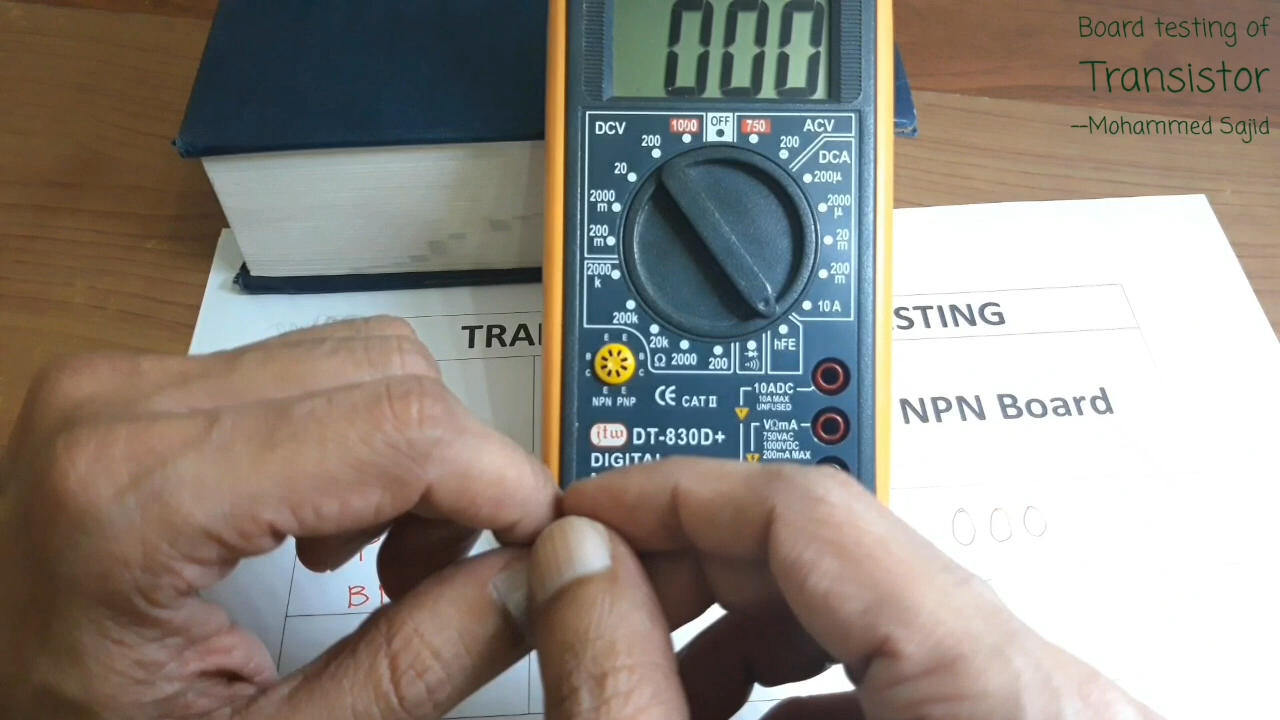 Board testing of
Transistor
--Mohammed Sajid
000
DCV
200
1000
OFF
750
ACV
200
DCA
20
200µ
2000
m
2000
µ
200
m
20
m
2000
k
200
m
200k
10 A
20k
Ω 2000
200
hFE
E E
B B
C C
E E
NPN PNP
CE CAT II
10ADC
10A MAX
UNFUSED
VΩmA
750VAC
1000VDC
200mA MAX
jtw DT-830D+
DIGITAL
STING
NPN Board
000
B